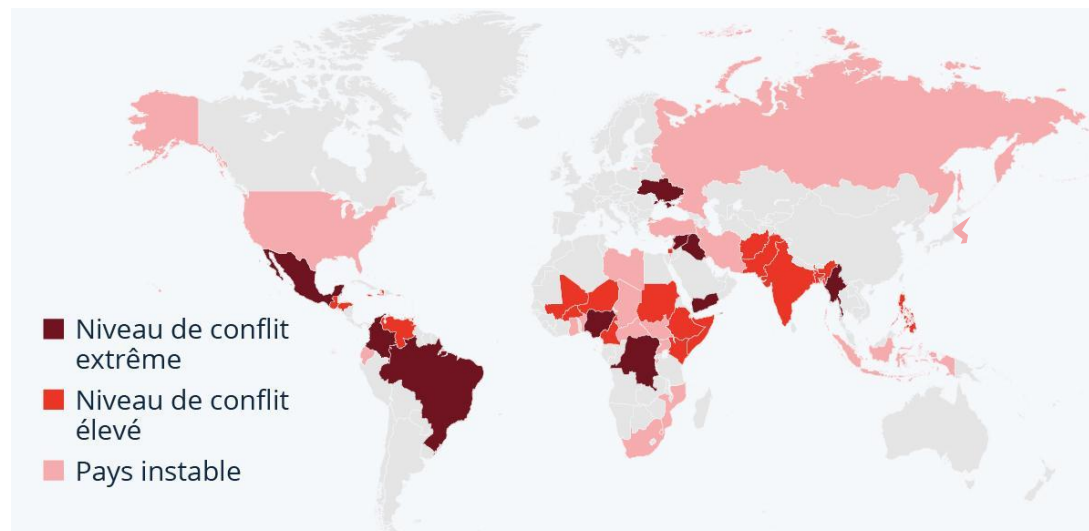 Niveau de conflit
extrême
Niveau de conflit
élevé
Pays instable